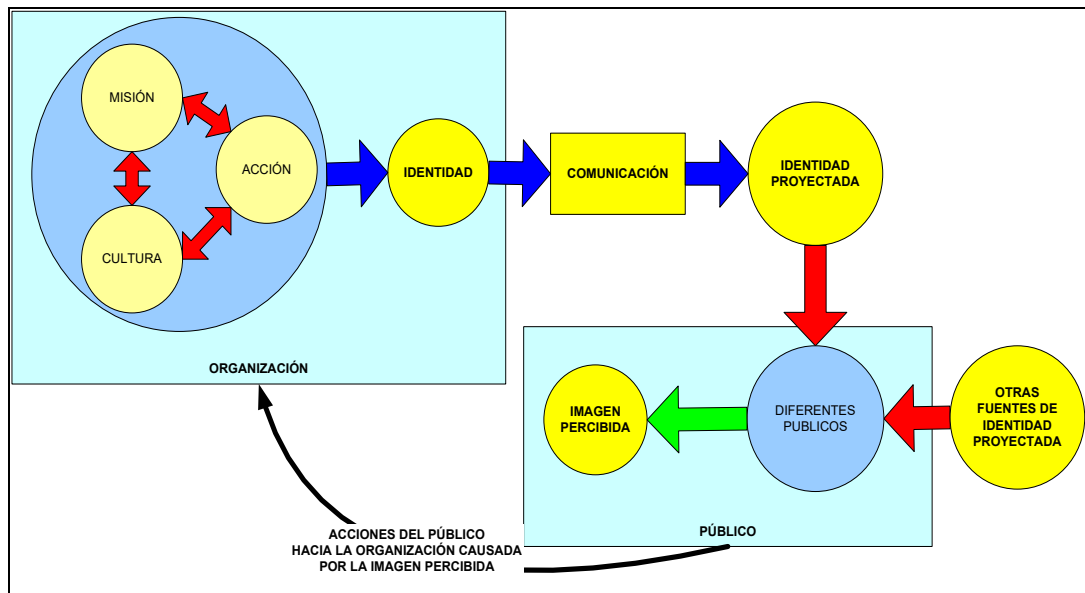 MISIÓN
ACCIÓN
CULTURA
ORGANIZACIÓN
IDENTIDAD
COMUNICACIÓN
IDENTIDAD
PROYECTADA
IMAGEN
PERCIBIDA
DIFERENTES
PUBLICOS
OTRAS
FUENTES DE
IDENTIDAD
PROYECTADA
PÚBLICO
ACCIONES DEL PÚBLICO
HACIA LA ORGANIZACIÓN CAUSADA
POR LA IMAGEN PERCIBIDA